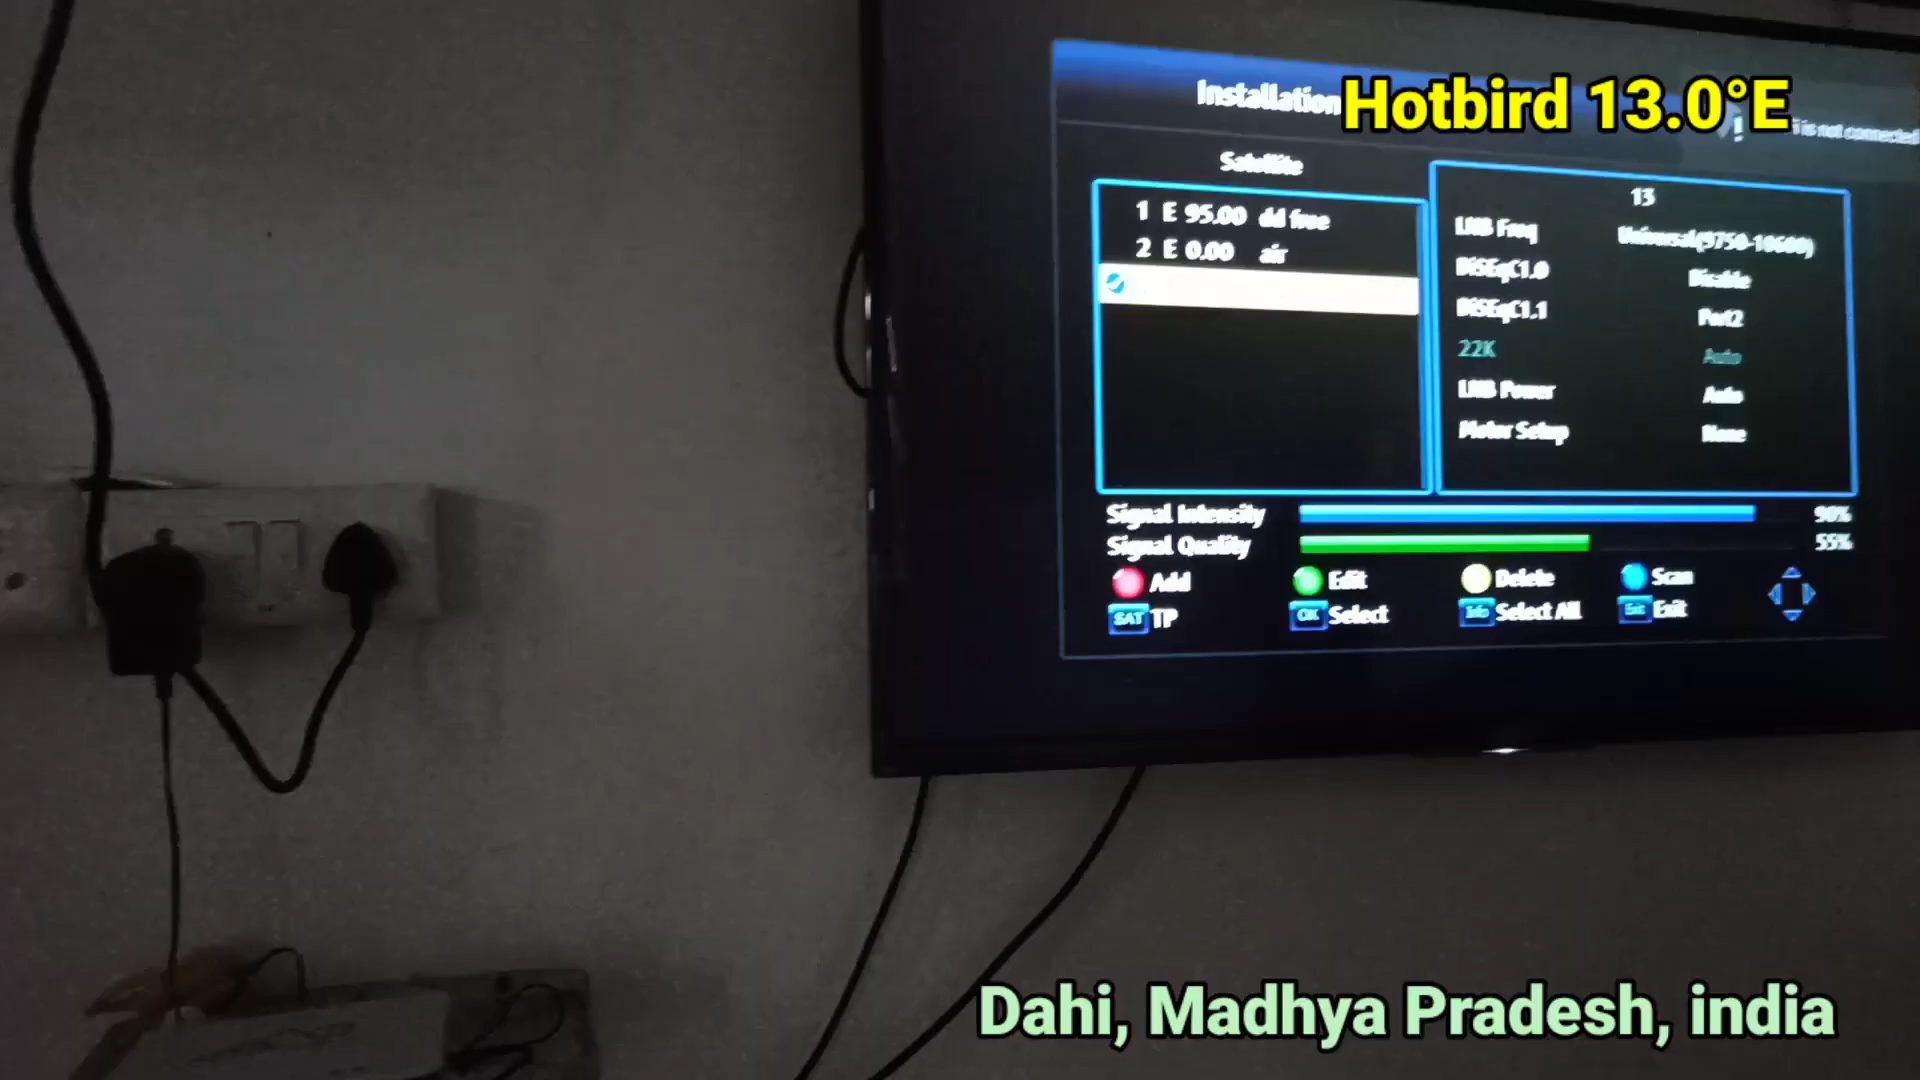 Installation
Hotbird 13.0°E
is not connected
Satellite
1 E 95.00 dd free
2 E 0.00 air
13
LNB Freq Universal(9750-10600)
DiSEqC1.0 Disable
DiSEqC1.1 Port2
22K Auto
LNB Power Auto
Motor Setup None
Signal Intensity 90%
Signal Quality 55%
Add Edit Delete Scan
SAT TP OK Select Info Select All Exit Exit
Dahi, Madhya Pradesh, india